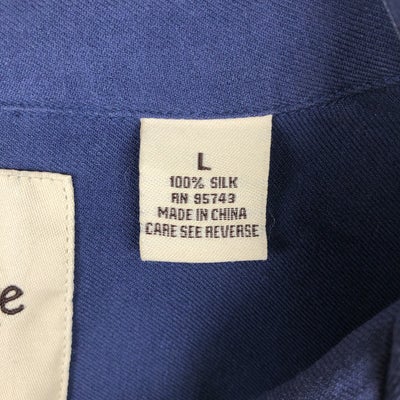 L
100% SILK
RN 95743
MADE IN CHINA
CARE SEE REVERSE